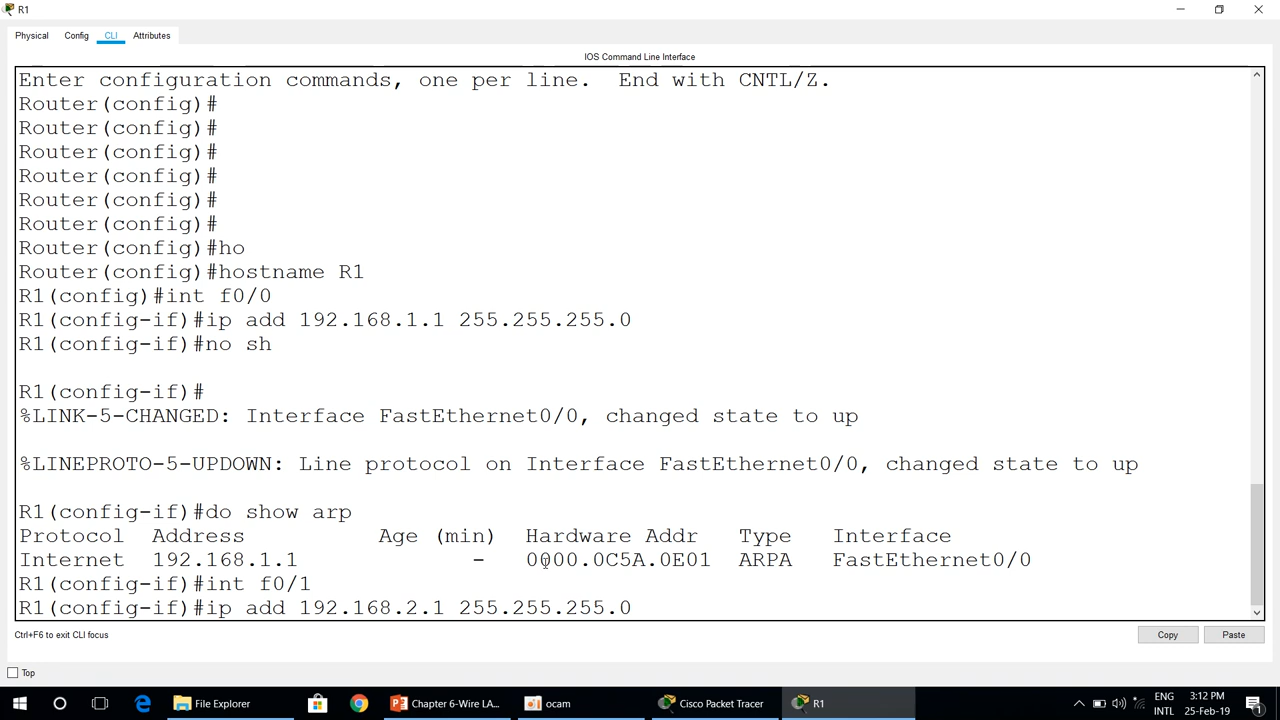 R1
Physical Config CLI Attributes
IOS Command Line Interface
Enter configuration commands, one per line.  End with CNTL/Z.
Router(config)#
Router(config)#
Router(config)#
Router(config)#
Router(config)#
Router(config)#
Router(config)#ho
Router(config)#hostname R1
R1(config)#int f0/0
R1(config-if)#ip add 192.168.1.1 255.255.255.0
R1(config-if)#no sh
R1(config-if)#
%LINK-5-CHANGED: Interface FastEthernet0/0, changed state to up
%LINEPROTO-5-UPDOWN: Line protocol on Interface FastEthernet0/0, changed state to up
R1(config-if)#do show arp
Protocol  Address          Age (min)  Hardware Addr   Type   Interface
Internet  192.168.1.1             -   0000.0C5A.0E01  ARPA   FastEthernet0/0
R1(config-if)#int f0/1
R1(config-if)#ip add 192.168.2.1 255.255.255.0
Ctrl+F6 to exit CLI focus
Copy Paste
Top
File Explorer Chapter 6-Wire LA... ocam Cisco Packet Tracer R1
ENG 3:12 PM
INTL 25-Feb-19